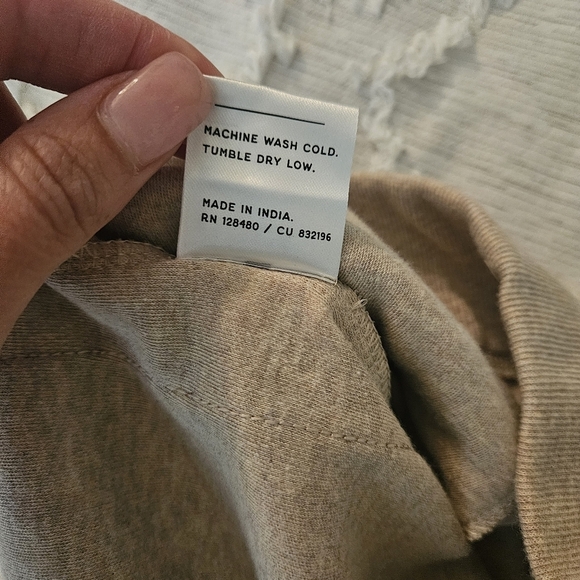 MACHINE WASH COLD.
TUMBLE DRY LOW.
MADE IN INDIA.
RN 128480 / CU 832196